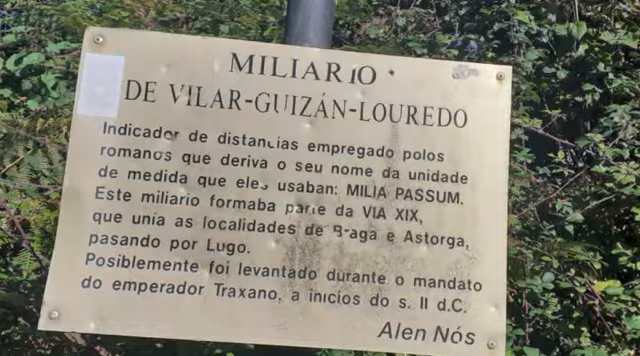 MILIARIO
DE VILAR-GUIZÁN-LOUREDO
Indicador de distancias empregado polos
romanos que deriva o seu nome da unidade
de medida que eles usaban: MILIA PASSUM.
Este miliario formaba parte da VIA XIX,
que unía as localidades de Braga e Astorga,
pasando por Lugo.
Posiblemente foi levantado durante o mandato
do emperador Traxano, a inicios do s. II d.C.
Alen Nós